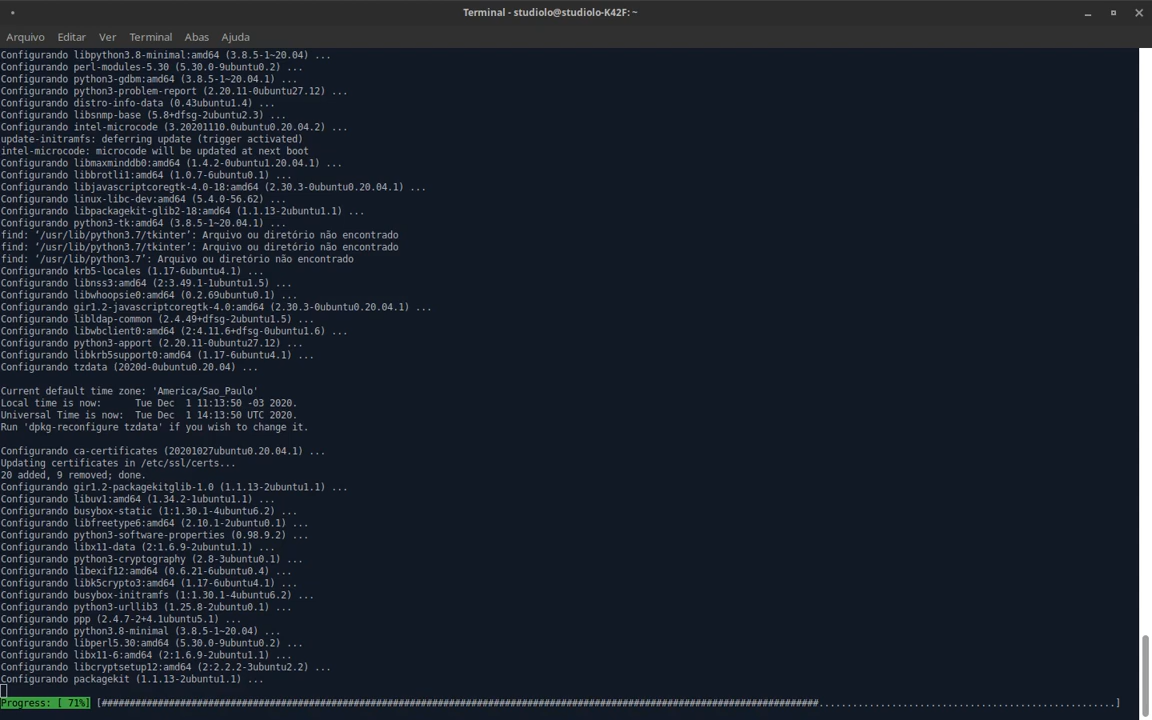 Terminal - studiolo@studiolo-K42F: ~
Arquivo Editar Ver Terminal Abas Ajuda
Configurando libpython3.8-minimal:amd64 (3.8.5-1~20.04) ...
Configurando perl-modules-5.30 (5.30.0-9ubuntu0.2) ...
Configurando python3-gdbm:amd64 (3.8.5-1~20.04.1) ...
Configurando python3-problem-report (2.20.11-0ubuntu27.12) ...
Configurando distro-info-data (0.43ubuntu1.4) ...
Configurando libsnmp-base (5.8+dfsg-2ubuntu2.3) ...
Configurando intel-microcode (3.20201110.0ubuntu0.20.04.2) ...
update-initramfs: deferring update (trigger activated)
intel-microcode: microcode will be updated at next boot
Configurando libmaxminddb0:amd64 (1.4.2-0ubuntu1.20.04.1) ...
Configurando libbrotli1:amd64 (1.0.7-6ubuntu0.1) ...
Configurando libjavascriptcoregtk-4.0-18:amd64 (2.30.3-0ubuntu0.20.04.1) ...
Configurando linux-libc-dev:amd64 (5.4.0-56.62) ...
Configurando libpackagekit-glib2-18:amd64 (1.1.13-2ubuntu1.1) ...
Configurando python3-tk:amd64 (3.8.5-1~20.04.1) ...
find: ‘/usr/lib/python3.7/tkinter’: Arquivo ou diretório não encontrado
find: ‘/usr/lib/python3.7/tkinter’: Arquivo ou diretório não encontrado
find: ‘/usr/lib/python3.7’: Arquivo ou diretório não encontrado
Configurando krb5-locales (1.17-6ubuntu4.1) ...
Configurando libnss3:amd64 (2:3.49.1-1ubuntu1.5) ...
Configurando libwhoopsie0:amd64 (0.2.69ubuntu0.1) ...
Configurando gir1.2-javascriptcoregtk-4.0:amd64 (2.30.3-0ubuntu0.20.04.1) ...
Configurando libldap-common (2.4.49+dfsg-2ubuntu1.5) ...
Configurando libwbclient0:amd64 (2:4.11.6+dfsg-0ubuntu1.6) ...
Configurando python3-apport (2.20.11-0ubuntu27.12) ...
Configurando libkrb5support0:amd64 (1.17-6ubuntu4.1) ...
Configurando tzdata (2020d-0ubuntu0.20.04) ...
Current default time zone: 'America/Sao_Paulo'
Local time is now:      Tue Dec  1 11:13:50 -03 2020.
Universal Time is now:  Tue Dec  1 14:13:50 UTC 2020.
Run 'dpkg-reconfigure tzdata' if you wish to change it.
Configurando ca-certificates (20201027ubuntu0.20.04.1) ...
Updating certificates in /etc/ssl/certs...
20 added, 9 removed; done.
Configurando gir1.2-packagekitglib-1.0 (1.1.13-2ubuntu1.1) ...
Configurando libuv1:amd64 (1.34.2-1ubuntu1.1) ...
Configurando busybox-static (1:1.30.1-4ubuntu6.2) ...
Configurando libfreetype6:amd64 (2.10.1-2ubuntu0.1) ...
Configurando python3-software-properties (0.98.9.2) ...
Configurando libx11-data (2:1.6.9-2ubuntu1.1) ...
Configurando python3-cryptography (2.8-3ubuntu0.1) ...
Configurando libexif12:amd64 (0.6.21-6ubuntu0.4) ...
Configurando libk5crypto3:amd64 (1.17-6ubuntu4.1) ...
Configurando busybox-initramfs (1:1.30.1-4ubuntu6.2) ...
Configurando python3-urllib3 (1.25.8-2ubuntu0.1) ...
Configurando ppp (2.4.7-2+4.1ubuntu5.1) ...
Configurando python3.8-minimal (3.8.5-1~20.04) ...
Configurando libperl5.30:amd64 (5.30.0-9ubuntu0.2) ...
Configurando libx11-6:amd64 (2:1.6.9-2ubuntu1.1) ...
Configurando libcryptsetup12:amd64 (2:2.2.2-3ubuntu2.2) ...
Configurando packagekit (1.1.13-2ubuntu1.1) ...
Progress: [ 71%] [################################################################################################################################.....................................................]